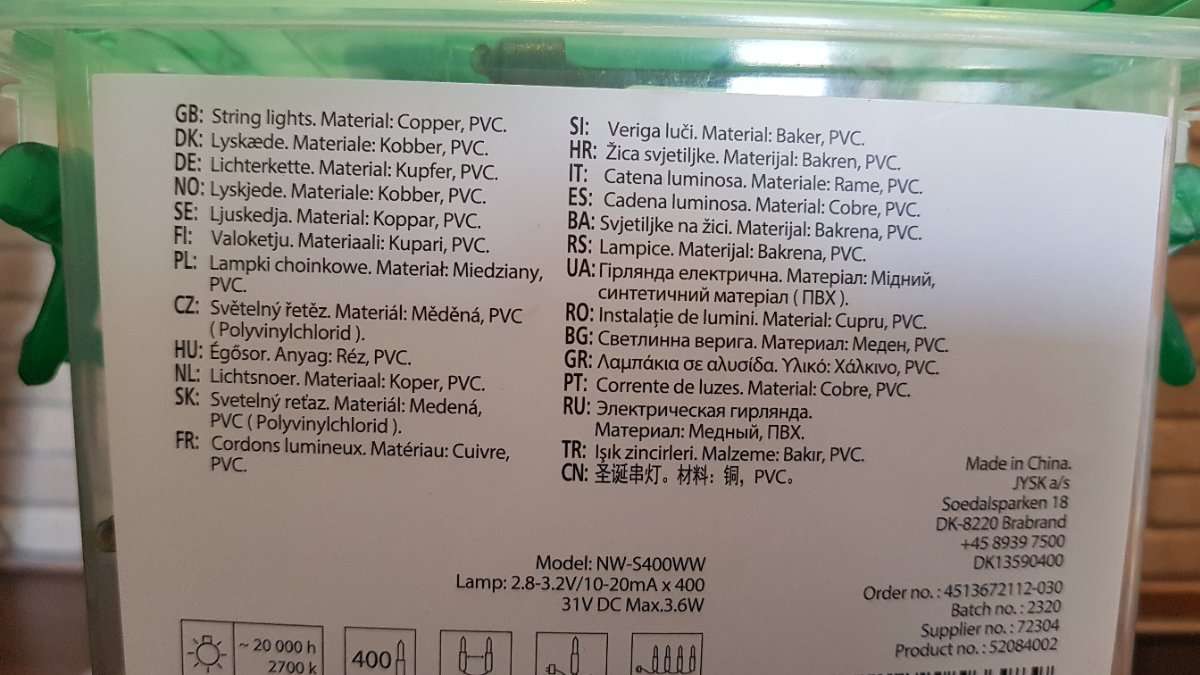 GB: String lights. Material: Copper, PVC.
DK: Lyskæde. Materiale: Kobber, PVC.
DE: Lichterkette. Material: Kupfer, PVC.
NO: Lyskjede. Materiale: Kobber, PVC.
SE: Ljuskedja. Material: Koppar, PVC.
FI: Valoketju. Materiaali: Kupari, PVC.
PL: Lampki choinkowe. Materiał: Miedziany,
PVC.
CZ: Světelný řetěz. Materiál: Měděná, PVC
( Polyvinylchlorid ).
HU: Égősor. Anyag: Réz, PVC.
NL: Lichtsnoer. Materiaal: Koper, PVC.
SK: Svetelný reťaz. Materiál: Medená,
PVC ( Polyvinylchlorid ).
FR: Cordons lumineux. Matériau: Cuivre,
PVC.
SI: Veriga luči. Material: Baker, PVC.
HR: Žica svjetiljke. Materijal: Bakren, PVC.
IT: Catena luminosa. Materiale: Rame, PVC.
ES: Cadena luminosa. Material: Cobre, PVC.
BA: Svjetiljke na žici. Materijal: Bakrena, PVC.
RS: Lampice. Materijal: Bakrena, PVC.
UA: Гірлянда електрична. Матеріал: Мідний,
синтетичний матеріал ( ПВХ ).
RO: Instalație de lumini. Material: Cupru, PVC.
BG: Светлинна верига. Материал: Меден, PVC.
GR: Λαμπάκια σε αλυσίδα. Υλικό: Χάλκινο, PVC.
PT: Corrente de luzes. Material: Cobre, PVC.
RU: Электрическая гирлянда.
Материал: Медный, ПВХ.
TR: Işık zincirleri. Malzeme: Bakır, PVC.
CN: 圣诞串灯。材料：铜，PVC。
Made in China.
JYSK a/s
Soedalsparken 18
DK-8220 Brabrand
+45 8939 7500
DK13590400
Model: NW-S400WW
Lamp: 2.8-3.2V/10-20mA x 400
31V DC Max.3.6W
Order no. : 4513672112-030
Batch no. : 2320
Supplier no. : 72304
Product no. : 52084002
~ 20 000 h
2700 k
400